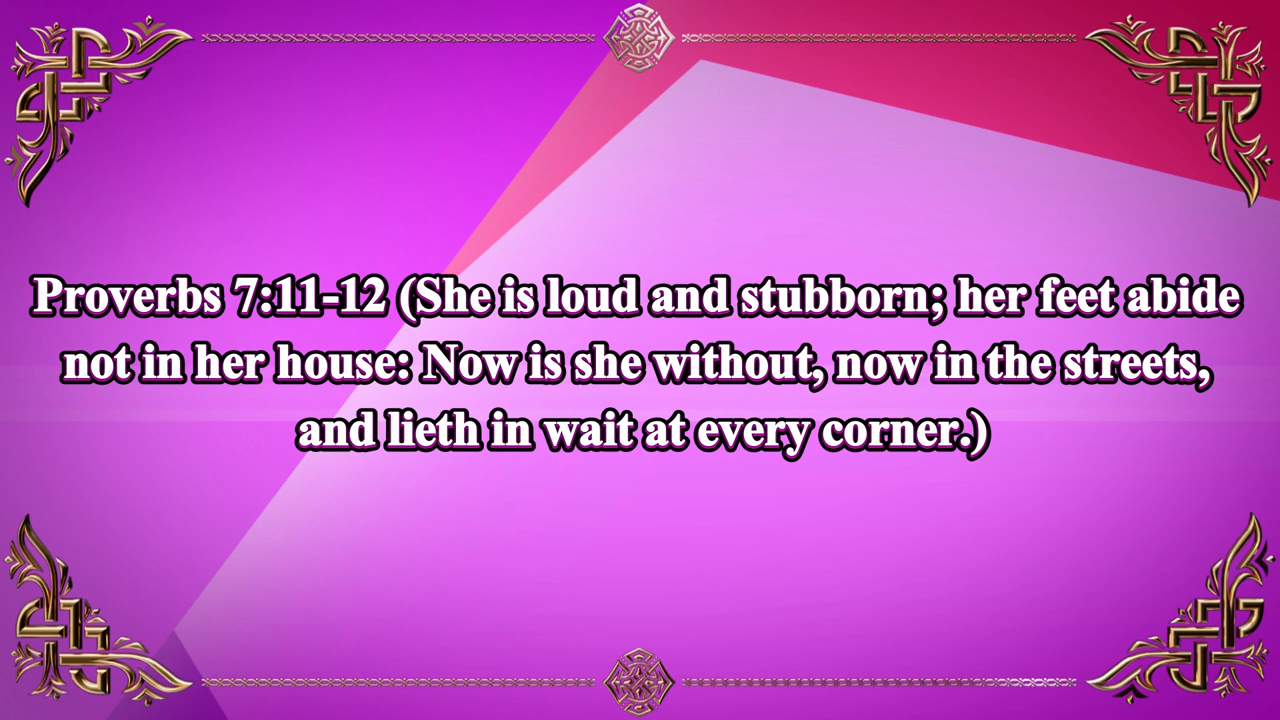 Proverbs 7:11-12 (She is loud and stubborn; her feet abide
not in her house: Now is she without, now in the streets,
and lieth in wait at every corner.)